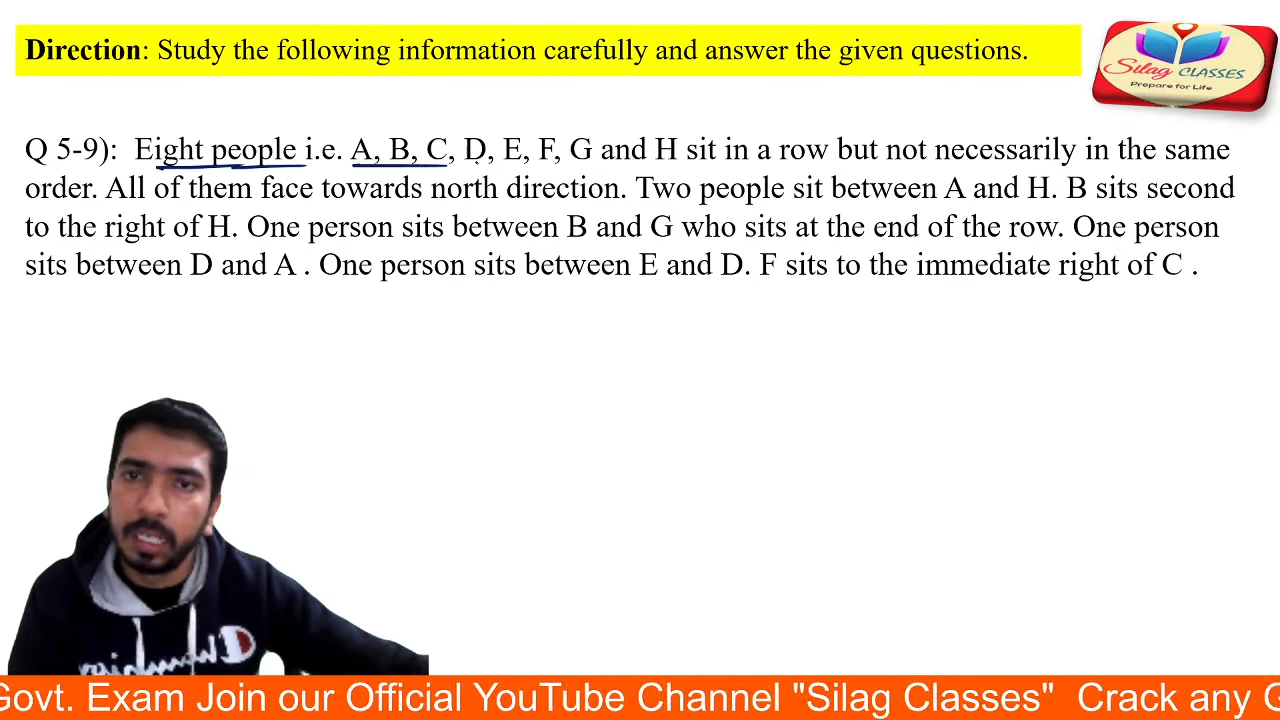 Direction: Study the following information carefully and answer the given questions.
Silag CLASSES
Prepare for Life
Q 5-9): Eight people i.e. A, B, C, D, E, F, G and H sit in a row but not necessarily in the same
order. All of them face towards north direction. Two people sit between A and H. B sits second
to the right of H. One person sits between B and G who sits at the end of the row. One person
sits between D and A . One person sits between E and D. F sits to the immediate right of C .
Champion
Govt. Exam Join our Official YouTube Channel "Silag Classes" Crack any G